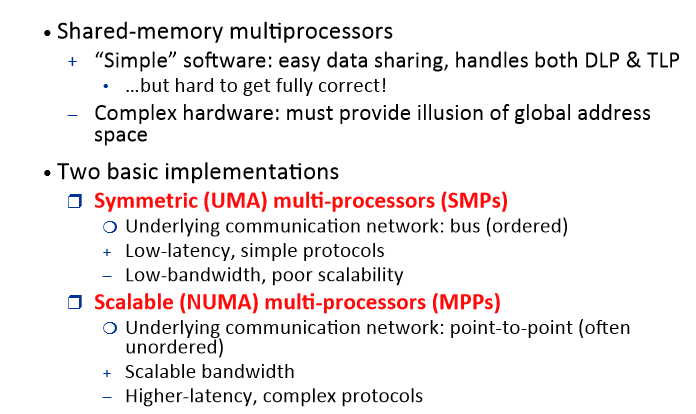 • Shared-memory multiprocessors
+ “Simple” software: easy data sharing, handles both DLP & TLP
• …but hard to get fully correct!
– Complex hardware: must provide illusion of global address
space
• Two basic implementations
❒ Symmetric (UMA) multi-processors (SMPs)
❍ Underlying communication network: bus (ordered)
+ Low-latency, simple protocols
– Low-bandwidth, poor scalability
❒ Scalable (NUMA) multi-processors (MPPs)
❍ Underlying communication network: point-to-point (often
unordered)
+ Scalable bandwidth
– Higher-latency, complex protocols